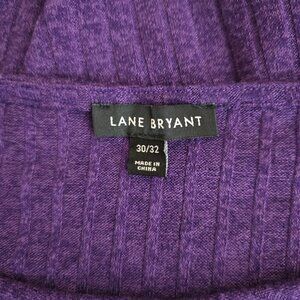 LANE BRYANT
30/32
MADE IN
CHINA